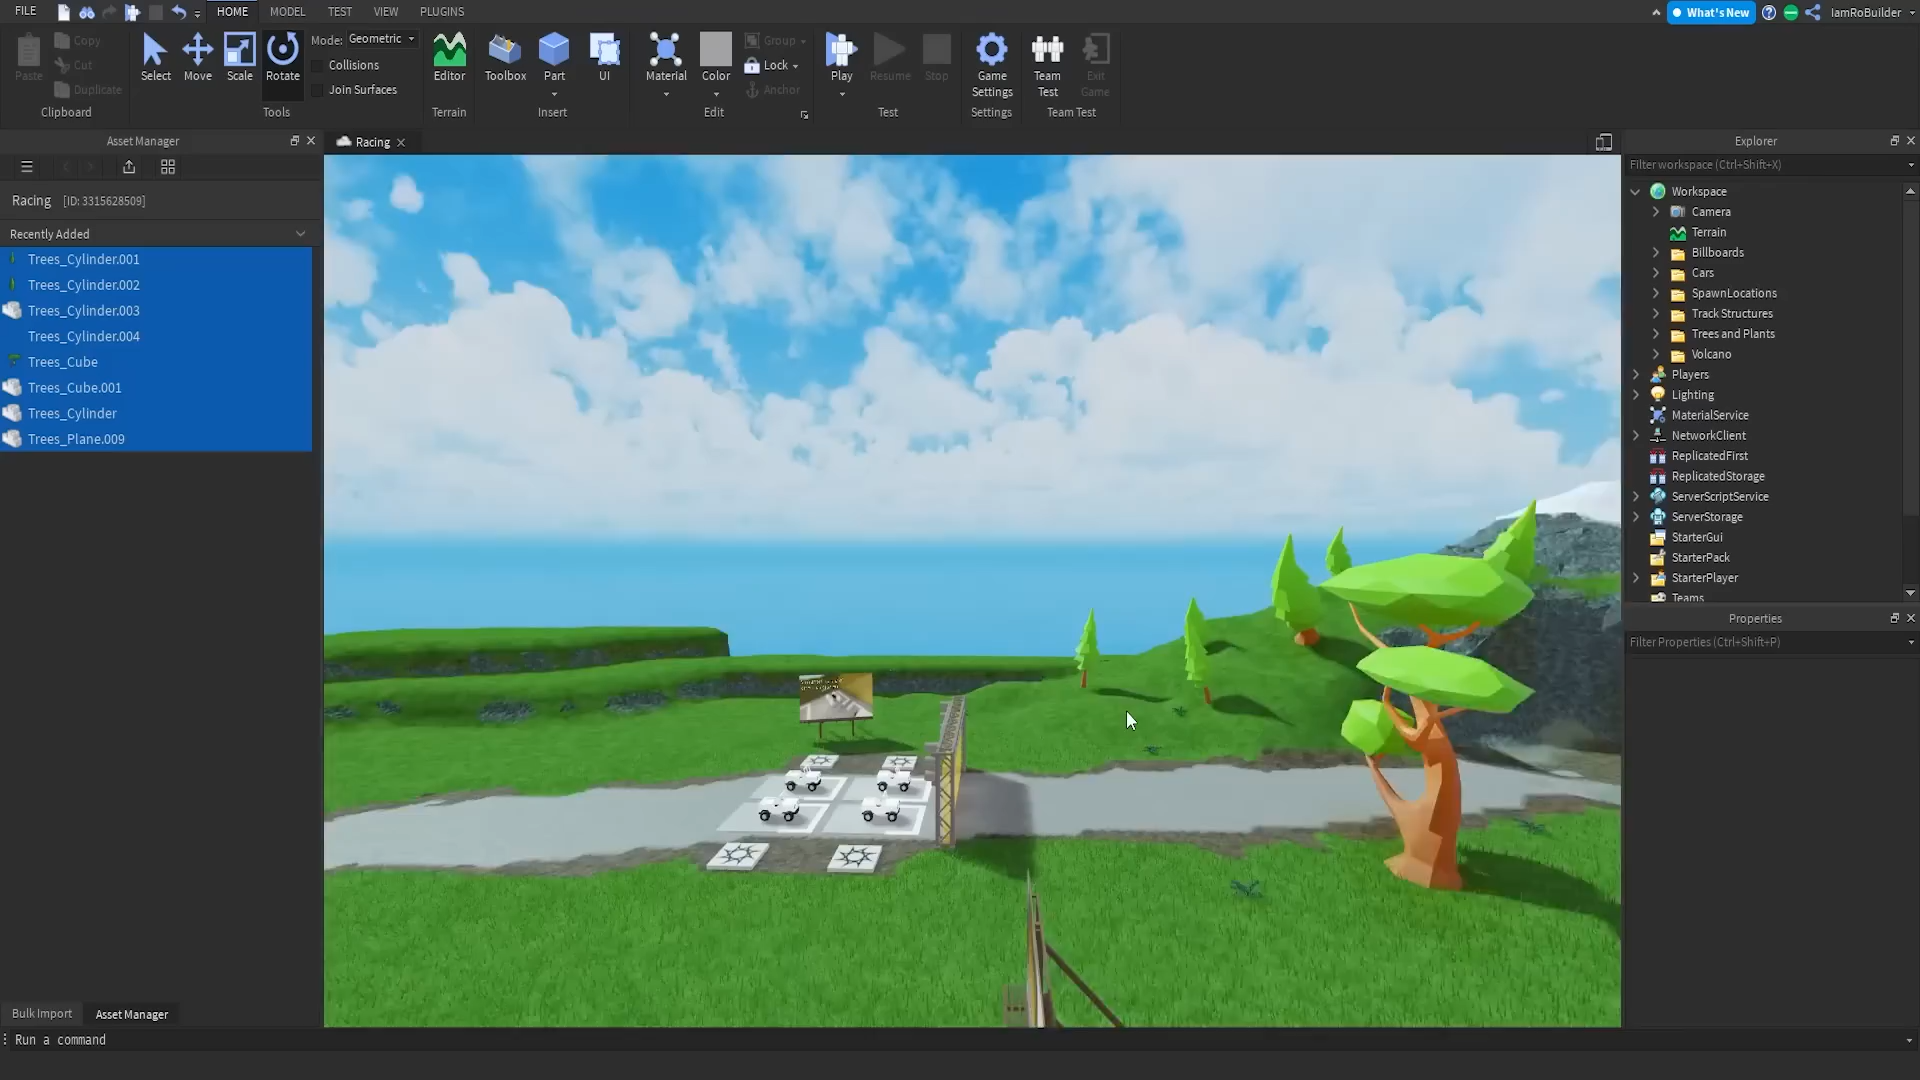 FILE
HOME
MODEL
TEST
VIEW
PLUGINS
What's New
IamRoBuilder
Paste
Copy
Cut
Duplicate
Clipboard
Select
Move
Scale
Rotate
Mode: Geometric
Collisions
Join Surfaces
Tools
Editor
Terrain
Toolbox
Part
UI
Insert
Material
Color
Group
Lock
Anchor
Edit
Play
Resume
Stop
Test
Game
Settings
Settings
Team
Test
Exit
Game
Team Test
Asset Manager
Racing [ID: 3315628509]
Recently Added
Trees_Cylinder.001
Trees_Cylinder.002
Trees_Cylinder.003
Trees_Cylinder.004
Trees_Cube
Trees_Cube.001
Trees_Cylinder
Trees_Plane.009
Bulk Import
Asset Manager
Run a command
Racing
Explorer
Filter workspace (Ctrl+Shift+X)
Workspace
Camera
Terrain
Billboards
Cars
SpawnLocations
Track Structures
Trees and Plants
Volcano
Players
Lighting
MaterialService
NetworkClient
ReplicatedFirst
ReplicatedStorage
ServerScriptService
ServerStorage
StarterGui
StarterPack
StarterPlayer
Teams
Properties
Filter Properties (Ctrl+Shift+P)